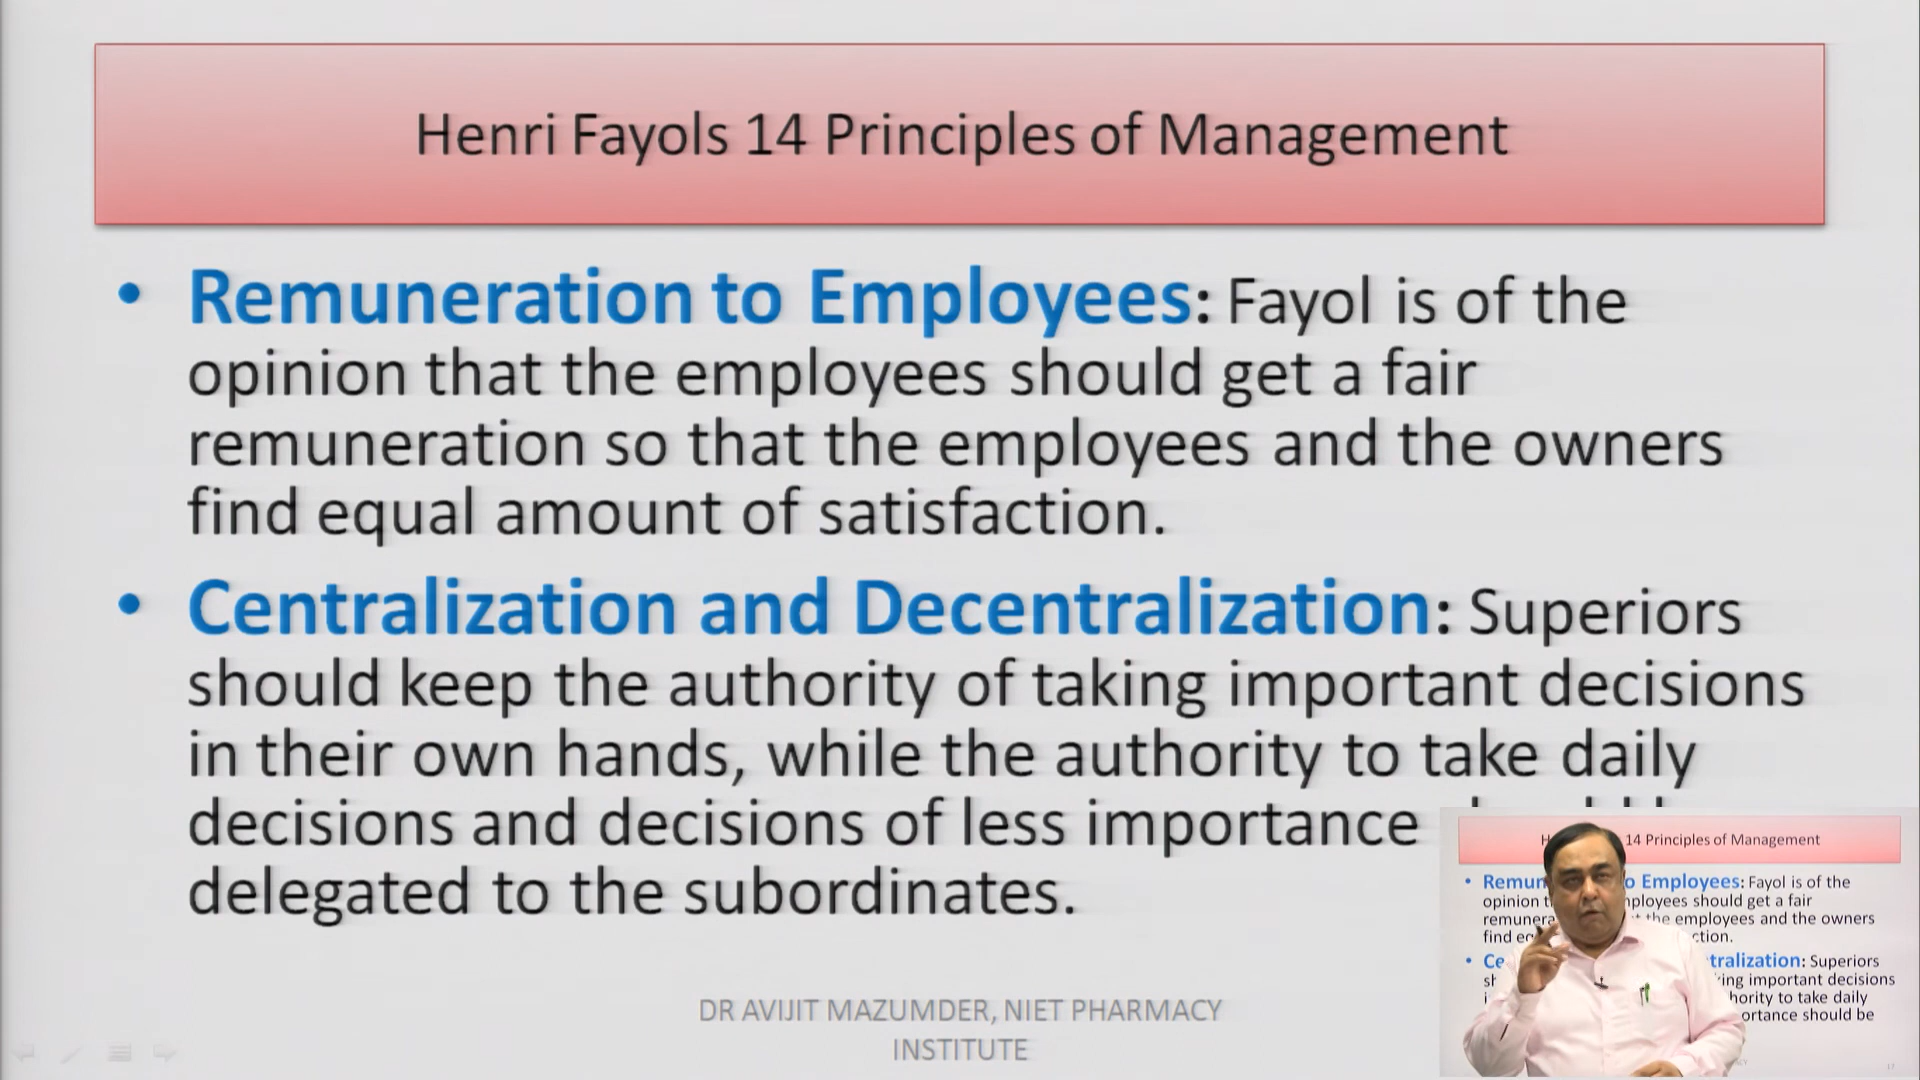 Henri Fayols 14 Principles of Management
• Remuneration to Employees: Fayol is of the
opinion that the employees should get a fair
remuneration so that the employees and the owners
find equal amount of satisfaction.
• Centralization and Decentralization: Superiors
should keep the authority of taking important decisions
in their own hands, while the authority to take daily
decisions and decisions of less importance
delegated to the subordinates.
DR AVIJIT MAZUMDER, NIET PHARMACY
INSTITUTE
14 Principles of Management
• Employees: Fayol is of the
opinion employees should get a fair
the employees and the owners
find
• Superiors
important decisions
to take daily
should be
17